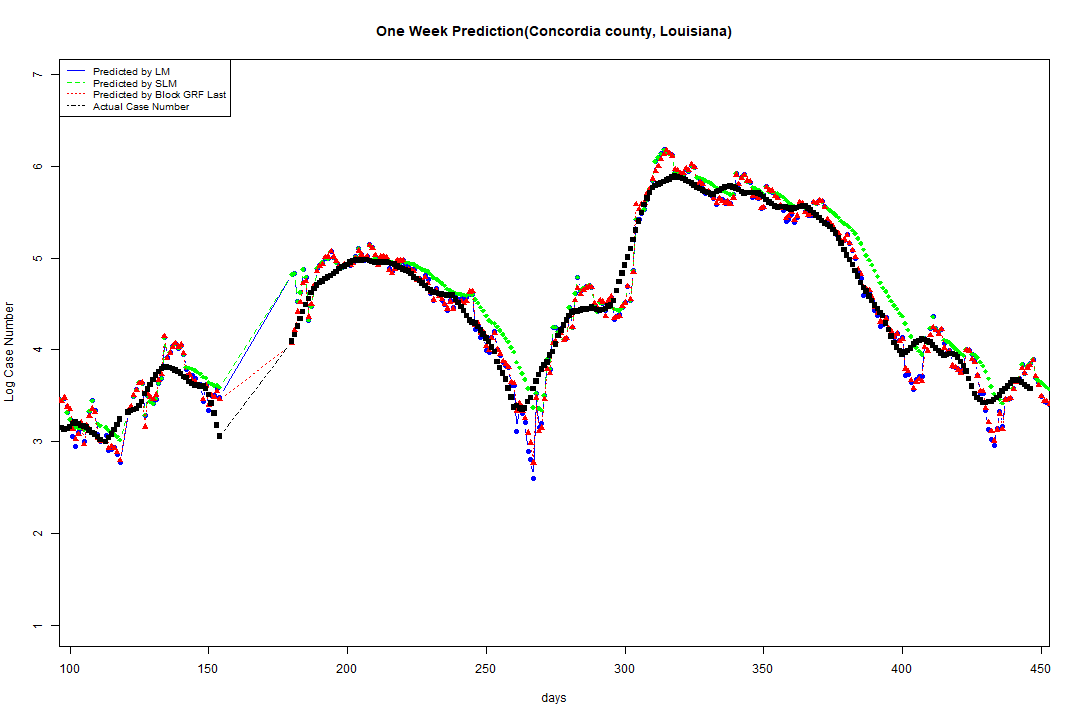 One Week Prediction(Concordia county, Louisiana)
Predicted by LM
Predicted by SLM
Predicted by Block GRF Last
Actual Case Number
7
6
5
4
3
2
1
Log Case Number
100 150 200 250 300 350 400 450
days